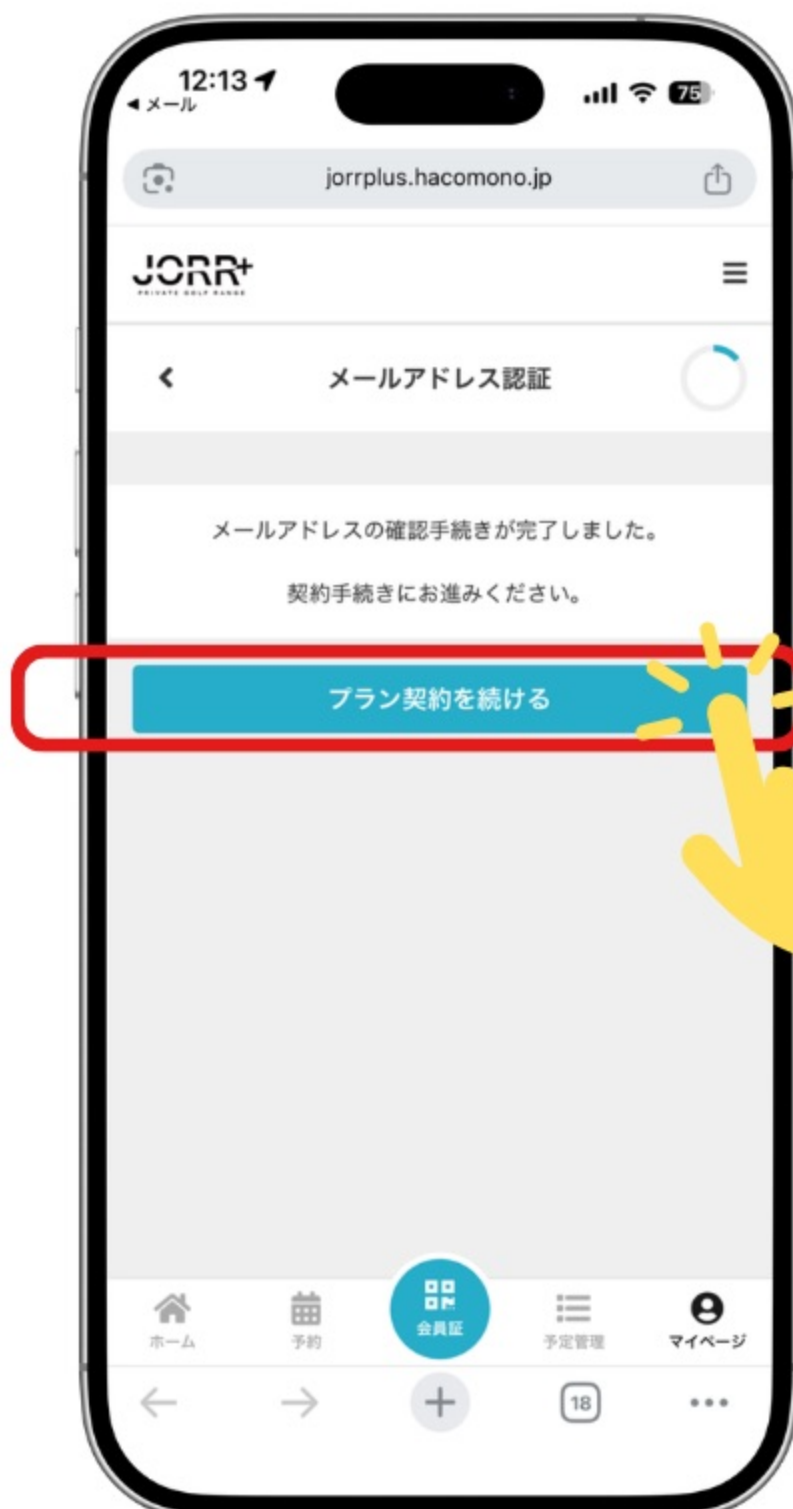 12:13
メール
75
jorrplus.hacomono.jp
JORR+
PRIVATE GOLF RANGE
メールアドレス認証
メールアドレスの確認手続きが完了しました。
契約手続きにお進みください。
プラン契約を続ける
ホーム
予約
会員証
予定管理
マイページ
18